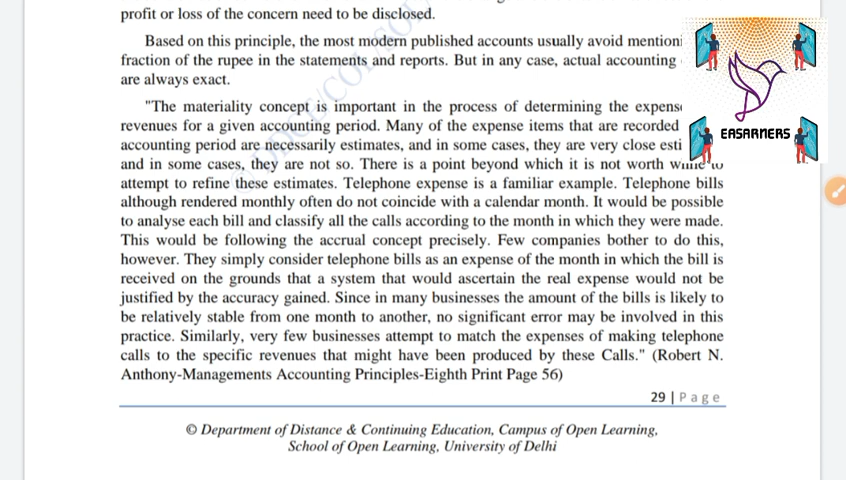 profit or loss of the concern need to be disclosed.
Based on this principle, the most modern published accounts usually avoid mentioni
fraction of the rupee in the statements and reports. But in any case, actual accounting
are always exact.
"The materiality concept is important in the process of determining the expens
revenues for a given accounting period. Many of the expense items that are recorded
accounting period are necessarily estimates, and in some cases, they are very close esti
and in some cases, they are not so. There is a point beyond which it is not worth while to
attempt to refine these estimates. Telephone expense is a familiar example. Telephone bills
although rendered monthly often do not coincide with a calendar month. It would be possible
to analyse each bill and classify all the calls according to the month in which they were made.
This would be following the accrual concept precisely. Few companies bother to do this,
however. They simply consider telephone bills as an expense of the month in which the bill is
received on the grounds that a system that would ascertain the real expense would not be
justified by the accuracy gained. Since in many businesses the amount of the bills is likely to
be relatively stable from one month to another, no significant error may be involved in this
practice. Similarly, very few businesses attempt to match the expenses of making telephone
calls to the specific revenues that might have been produced by these Calls." (Robert N.
Anthony-Managements Accounting Principles-Eighth Print Page 56)
29 | Page
© Department of Distance & Continuing Education, Campus of Open Learning,
School of Open Learning, University of Delhi
EASARNERS